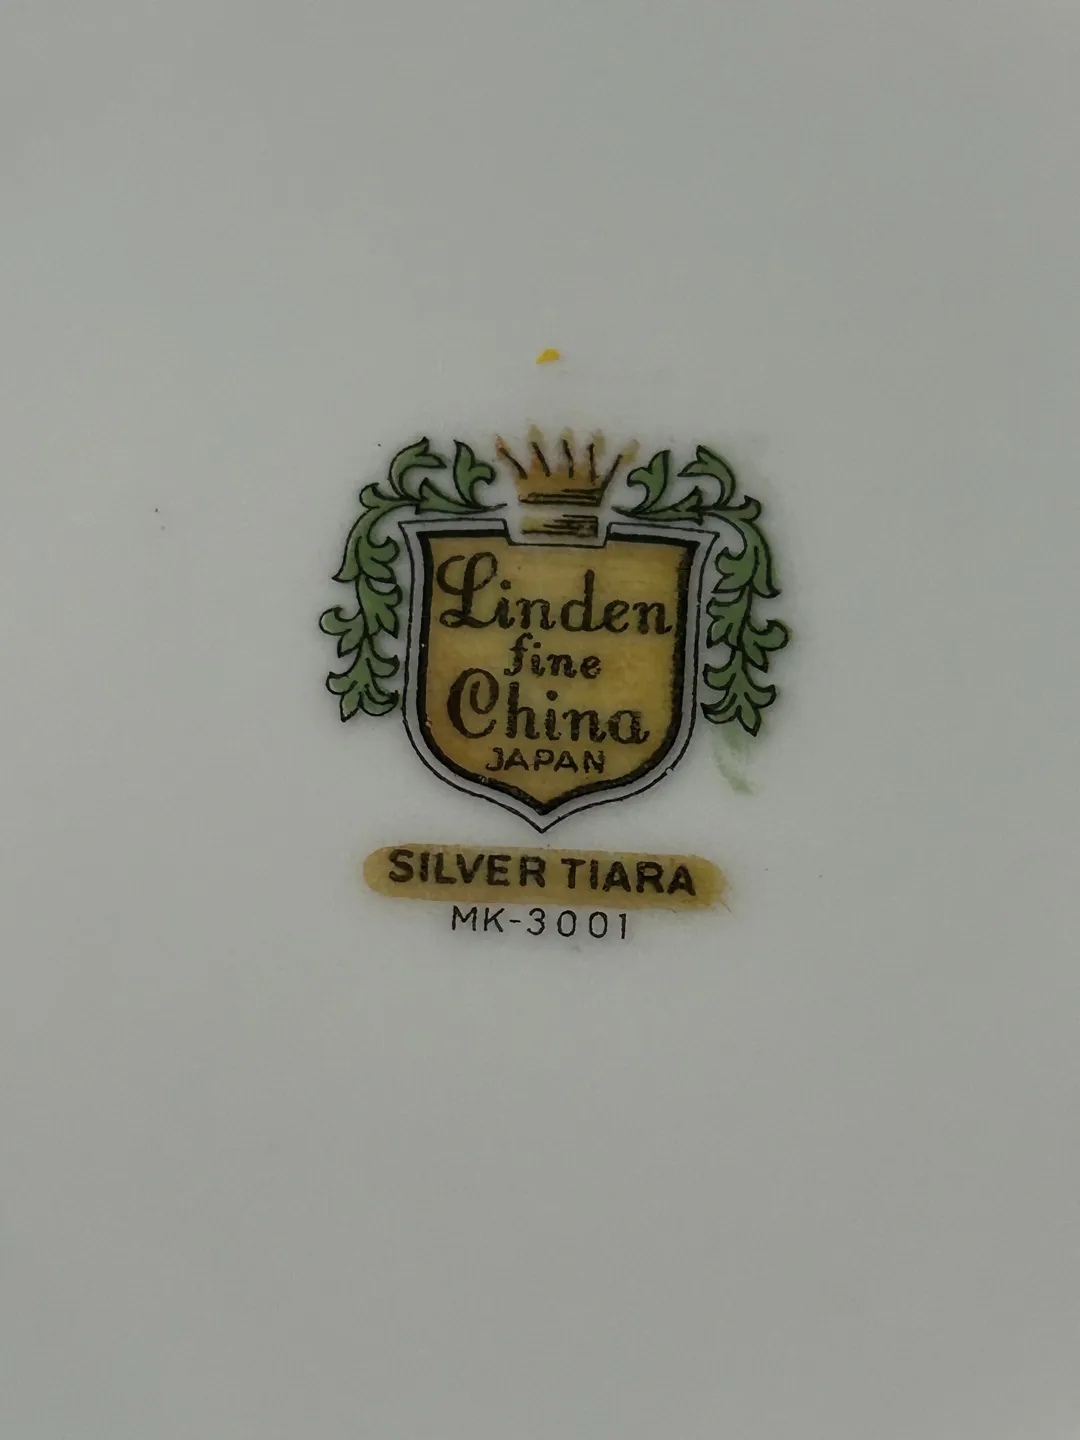 Linden
fine
China
JAPAN
SILVER TIARA
MK-3001